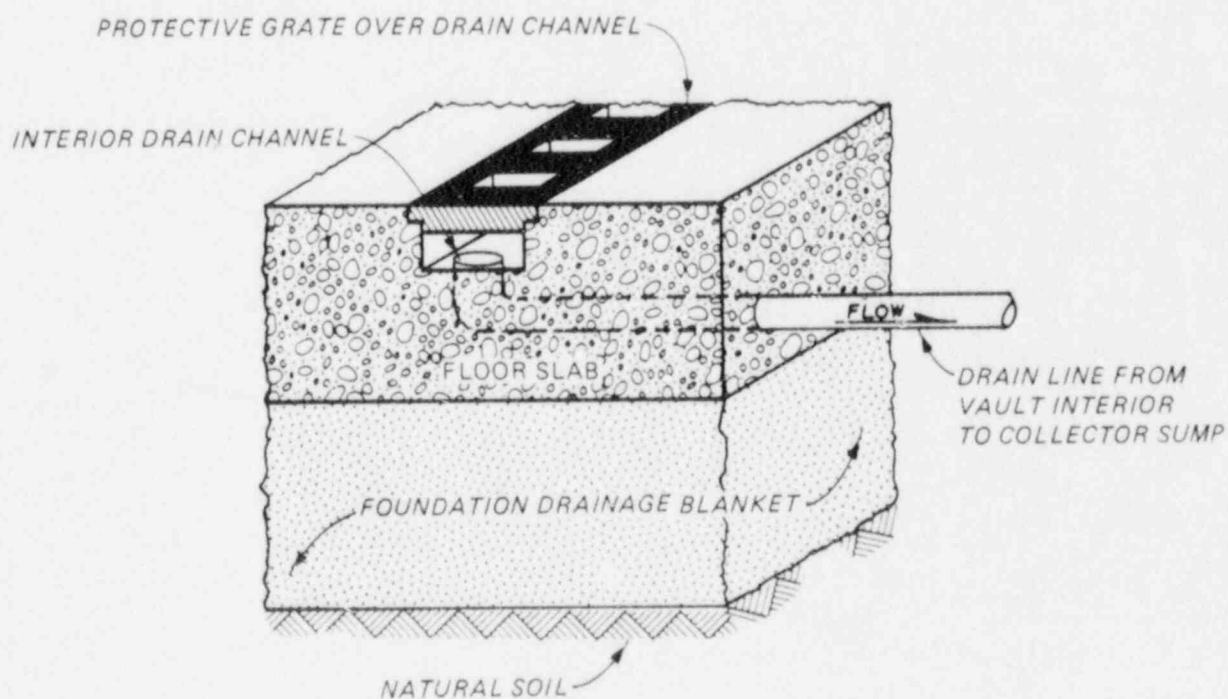 PROTECTIVE GRATE OVER DRAIN CHANNEL
INTERIOR DRAIN CHANNEL
FLOW
FLOOR SLAB
DRAIN LINE FROM
VAULT INTERIOR
TO COLLECTOR SUMP
FOUNDATION DRAINAGE BLANKET
NATURAL SOIL